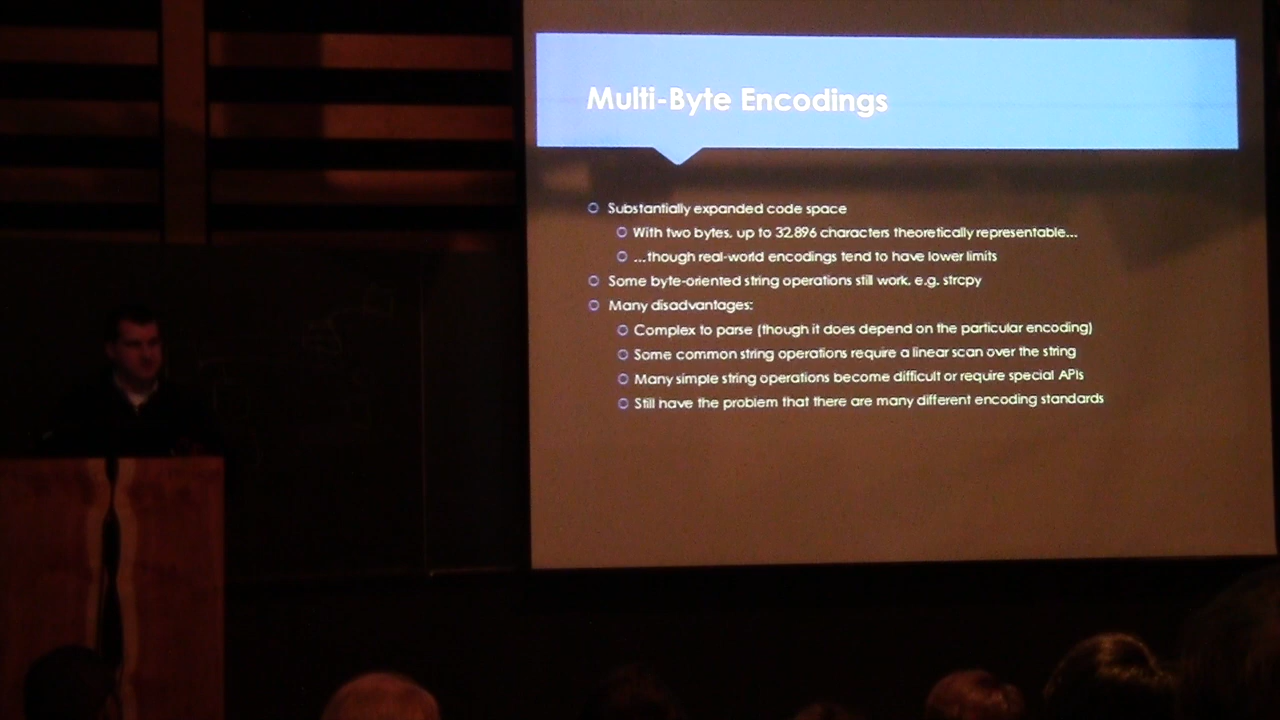 Multi-Byte Encodings
Substantially expanded code space
With two bytes, up to 32,896 characters theoretically representable...
...though real-world encodings tend to have lower limits
Some byte-oriented string operations still work, e.g. strcpy
Many disadvantages:
Complex to parse (though it does depend on the particular encoding)
Some common string operations require a linear scan over the string
Many simple string operations become difficult or require special APIs
Still have the problem that there are many different encoding standards